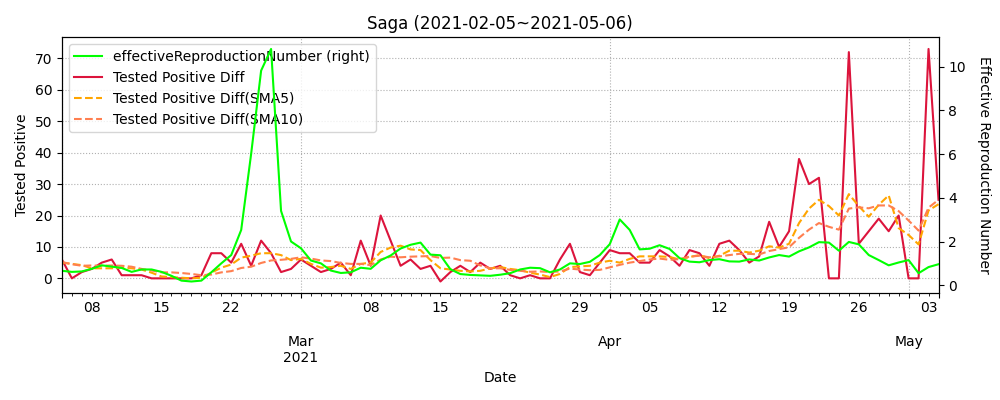 Saga (2021-02-05~2021-05-06)
effectiveReproductionNumber (right)
Tested Positive Diff
Tested Positive Diff(SMA5)
Tested Positive Diff(SMA10)
Tested Positive
70
60
50
40
30
20
10
0
10
8
6
4
2
0
Effective Reproduction Number
08 15 22 08 15 22 29 05 12 19 26 03
Mar Apr May
2021
Date